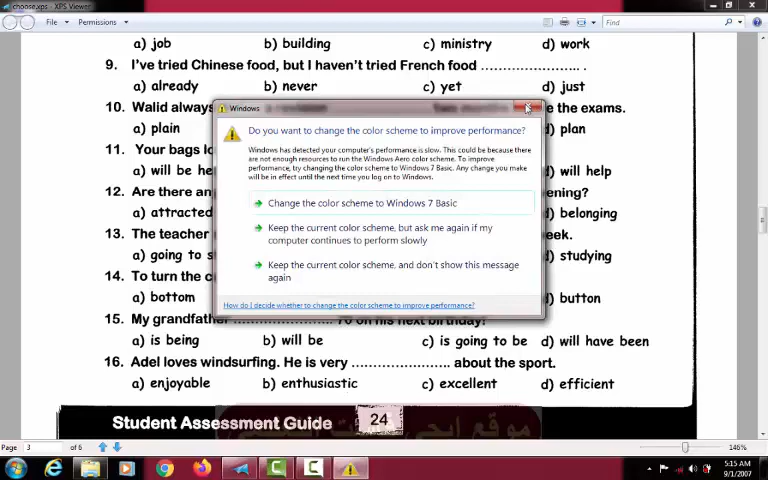 choose.xps - XPS Viewer
File Permissions Find
a) job b) building c) ministry d) work
9. I've tried Chinese food, but I haven't tried French food .
a) already b) never c) yet d) just
10. Walid always e the exams.
a) plain d) plan
11. Your bags lo
a) will be he d) will help
12. Are there an ening?
a) attracted d) belonging
13. The teacher eek.
a) going to s d) studying
14. To turn the c
a) bottom d) button
15. My grandfather 70 on his next birthday?
a) is being b) will be c) is going to be d) will have been
16. Adel loves windsurfing. He is very ..................... about the sport.
a) enjoyable b) enthusiastic c) excellent d) efficient
Student Assessment Guide 24
Windows
Do you want to change the color scheme to improve performance?
Windows has detected your computer's performance is slow. This could be because there
are not enough resources to run the Windows Aero color scheme. To improve
performance, try changing the color scheme to Windows 7 Basic. Any change you make
will be in effect until the next time you log on to Windows.
Change the color scheme to Windows 7 Basic
Keep the current color scheme, but ask me again if my
computer continues to perform slowly
Keep the current color scheme, and don't show this message
again
How do I decide whether to change the color scheme to improve performance?
Page 3 of 6 146%
5:15 AM
9/1/2007